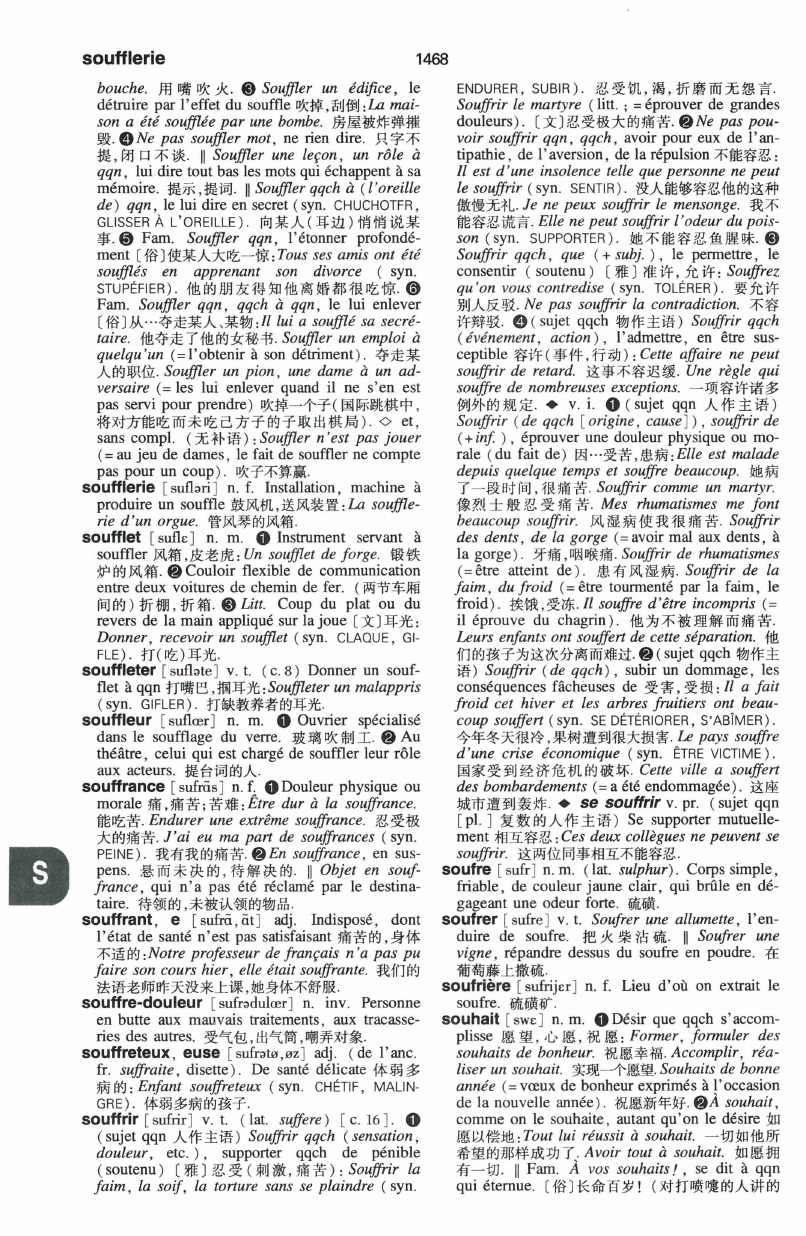 soufflerie
1468
bouche. 用嘴吹火. ❸ Souffler un édifice, le
détruire par l'effet du souffle 吹掉,刮倒:La mai-
son a été soufflée par une bombe. 房屋被炸弹摧
毁. ❹ Ne pas souffler mot, ne rien dire. 只字不
提,闭口不谈. ‖ Souffler une leçon, un rôle à
qqn, lui dire tout bas les mots qui échappent à sa
mémoire. 提示,提词. ‖ Souffler qqch à (l'oreille
de) qqn, le lui dire en secret (syn. CHUCHOTFR,
GLISSER À L'OREILLE). 向某人(耳边)悄悄说某
事. ❺ Fam. Souffler qqn, l'étonner profondé-
ment [俗]使某人大吃一惊:Tous ses amis ont été
soufflés en apprenant son divorce ( syn.
STUPÉFIER). 他的朋友得知他离婚都很吃惊. ❻
Fam. Souffler qqn, qqch à qqn, le lui enlever
[俗]从…夺走某人、某物:Il lui a soufflé sa secré-
taire. 他夺走了他的女秘书. Souffler un emploi à
quelqu'un (= l'obtenir à son détriment). 夺走某
人的职位. Souffler un pion, une dame à un ad-
versaire (= les lui enlever quand il ne s'en est
pas servi pour prendre) 吹掉一个子(国际跳棋中,
将对方能吃而未吃己方子的子取出棋局). ◇ et,
sans compl. (无补语): Souffler n'est pas jouer
(= au jeu de dames, le fait de souffler ne compte
pas pour un coup). 吹子不算赢.
soufflerie [suflәri] n. f. Installation, machine à
produire un souffle 鼓风机,送风装置:La souffle-
rie d'un orgue. 管风琴的风箱.
soufflet [suflɛ] n. m. ❶ Instrument servant à
souffler 风箱,皮老虎:Un soufflet de forge. 锻铁
炉的风箱. ❷ Couloir flexible de communication
entre deux voitures de chemin de fer. (两节车厢
间的)折棚,折箱. ❸ Litt. Coup du plat ou du
revers de la main appliqué sur la joue [文]耳光:
Donner, recevoir un soufflet (syn. CLAQUE, GI-
FLE). 打(吃)耳光.
souffleter [suflәte] v. t. (c. 8) Donner un souf-
flet à qqn 打嘴巴,掴耳光:Souffleter un malappris
(syn. GIFLER). 打缺教养者的耳光.
souffleur [suflœr] n. m. ❶ Ouvrier spécialisé
dans le soufflage du verre. 玻璃吹制工. ❷ Au
théâtre, celui qui est chargé de souffler leur rôle
aux acteurs. 提台词的人.
souffrance [sufrɑ̃s] n. f. ❶ Douleur physique ou
morale 痛,痛苦;苦难:Être dur à la souffrance.
能吃苦. Endurer une extrême souffrance. 忍受极
大的痛苦. J'ai eu ma part de souffrances (syn.
PEINE). 我有我的痛苦. ❷ En souffrance, en sus-
pens. 悬而未决的,待解决的. ‖ Objet en souf-
france, qui n'a pas été réclamé par le destina-
taire. 待领的,未被认领的物品.
souffrant, e [sufrɑ̃, ɑ̃t] adj. Indisposé, dont
l'état de santé n'est pas satisfaisant 痛苦的,身体
不适的:Notre professeur de français n'a pas pu
faire son cours hier, elle était souffrante. 我们的
法语老师昨天没来上课,她身体不舒服.
souffre-douleur [sufrәdulœr] n. inv. Personne
en butte aux mauvais traitements, aux tracasse-
ries des autres. 受气包,出气筒,嘲弄对象.
souffreteux, euse [sufrәtø, øz] adj. (de l'anc.
fr. suffraite, disette). De santé délicate 体弱多
病的: Enfant souffreteux (syn. CHÉTIF, MALIN-
GRE). 体弱多病的孩子.
souffrir [sufrir] v. t. (lat. suffere) [c. 16]. ❶
(sujet qqn 人作主语) Souffrir qqch (sensation,
douleur, etc.), supporter qqch de pénible
(soutenu) [雅]忍受(刺激,痛苦): Souffrir la
faim, la soif, la torture sans se plaindre (syn.
ENDURER, SUBIR). 忍受饥,渴,折磨而无怨言.
Souffrir le martyre (litt. ; = éprouver de grandes
douleurs). [文]忍受极大的痛苦. ❷ Ne pas pou-
voir souffrir qqn, qqch, avoir pour eux de l'an-
tipathie, de l'aversion, de la répulsion 不能容忍:
Il est d'une insolence telle que personne ne peut
le souffrir (syn. SENTIR). 没人能够容忍他的这种
傲慢无礼. Je ne peux souffrir le mensonge. 我不
能容忍谎言. Elle ne peut souffrir l'odeur du pois-
son (syn. SUPPORTER). 她不能容忍鱼腥味. ❸
Souffrir qqch, que (+ subj.), le permettre, le
consentir (soutenu) [雅]准许,允许: Souffrez
qu'on vous contredise (syn. TOLÉRER). 要允许
别人反驳. Ne pas souffrir la contradiction. 不容
许辩驳. ❹ (sujet qqch 物作主语) Souffrir qqch
(événement, action), l'admettre, en être sus-
ceptible 容许(事件,行动): Cette affaire ne peut
souffrir de retard. 这事不容迟缓. Une règle qui
souffre de nombreuses exceptions. 一项容许诸多
例外的规定. ◆ v. i. ❶ (sujet qqn 人作主语)
Souffrir (de qqch [origine, cause]), souffrir de
(+inf.), éprouver une douleur physique ou mo-
rale (du fait de) 因…受苦,患病:Elle est malade
depuis quelque temps et souffre beaucoup. 她病
了一段时间,很痛苦. Souffrir comme un martyr.
像烈士般忍受痛苦. Mes rhumatismes me font
beaucoup souffrir. 风湿病使我很痛苦. Souffrir
des dents, de la gorge (= avoir mal aux dents, à
la gorge). 牙痛,咽喉痛. Souffrir de rhumatismes
(= être atteint de). 患有风湿病. Souffrir de la
faim, du froid (= être tourmenté par la faim, le
froid). 挨饿,受冻. Il souffre d'être incompris (=
il éprouve du chagrin). 他为不被理解而痛苦.
Leurs enfants ont souffert de cette séparation. 他
们的孩子为这次分离而难过. ❷ (sujet qqch 物作主
语) Souffrir (de qqch), subir un dommage, les
conséquences fâcheuses de 受害,受损: Il a fait
froid cet hiver et les arbres fruitiers ont beau-
coup souffert (syn. SE DÉTÉRIORER, S'ABÎMER).
今年冬天很冷,果树遭到很大损害. Le pays souffre
d'une crise économique (syn. ÊTRE VICTIME).
国家受到经济危机的破坏. Cette ville a souffert
des bombardements (= a été endommagée). 这座
城市遭到轰炸. ◆ se souffrir v. pr. (sujet qqn
[pl.] 复数的人作主语) Se supporter mutuelle-
ment 相互容忍:Ces deux collègues ne peuvent se
souffrir. 这两位同事相互不能容忍.
soufre [sufr] n. m. (lat. sulphur). Corps simple,
friable, de couleur jaune clair, qui brûle en dé-
gageant une odeur forte. 硫磺.
soufrer [sufre] v. t. Soufrer une allumette, l'en-
duire de soufre. 把火柴沾硫. ‖ Soufrer une
vigne, répandre dessus du soufre en poudre. 在
葡萄藤上撒硫.
soufrière [sufrijɛr] n. f. Lieu d'où on extrait le
soufre. 硫磺矿.
souhait [swɛ] n. m. ❶ Désir que qqch s'accom-
plisse 愿望,心愿,祝愿: Former, formuler des
souhaits de bonheur. 祝愿幸福. Accomplir, réa-
liser un souhait. 实现一个愿望. Souhaits de bonne
année (= vœux de bonheur exprimés à l'occasion
de la nouvelle année). 祝愿新年好. ❷ À souhait,
comme on le souhaite, autant qu'on le désire 如
愿以偿地:Tout lui réussit à souhait. 一切如他所
希望的那样成功了. Avoir tout à souhait. 如愿拥
有一切. ‖ Fam. À vos souhaits!, se dit à qqn
qui éternue. [俗]长命百岁! (对打喷嚏的人讲的
S